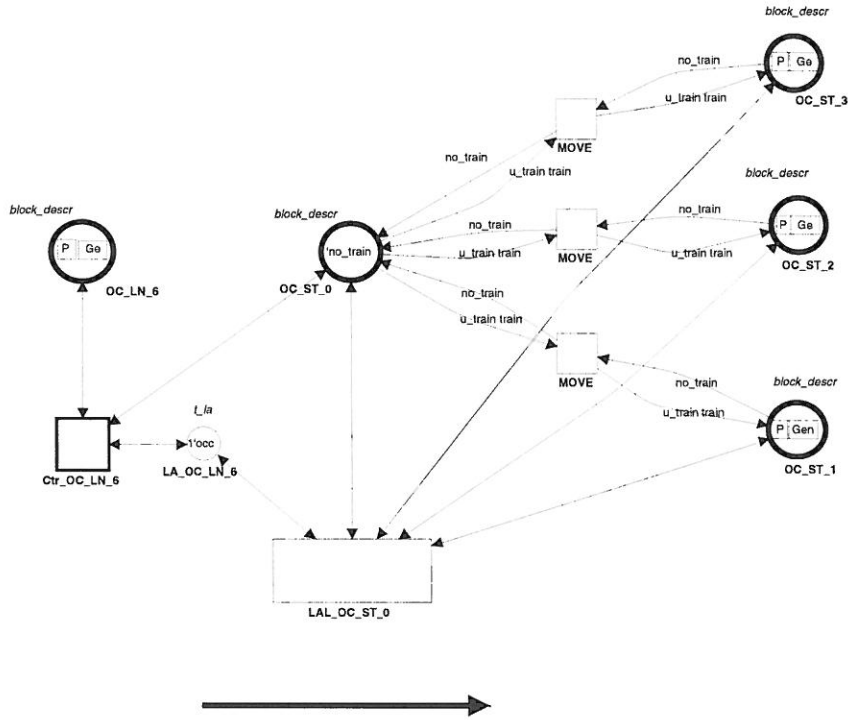 block_descr
P Ge
OC_ST_3
no_train
u_train train
MOVE
no_train
u_train train
block_descr
P Ge
OC_LN_6
block_descr
'no_train
OC_ST_0
no_train
u_train train
MOVE
no_train
u_train train
block_descr
P Ge
OC_ST_2
no_train
u_train train
MOVE
no_train
u_train train
block_descr
P Gen
OC_ST_1
Ctr_OC_LN_6
t_la
1'occ
LA_OC_LN_6
LAL_OC_ST_0